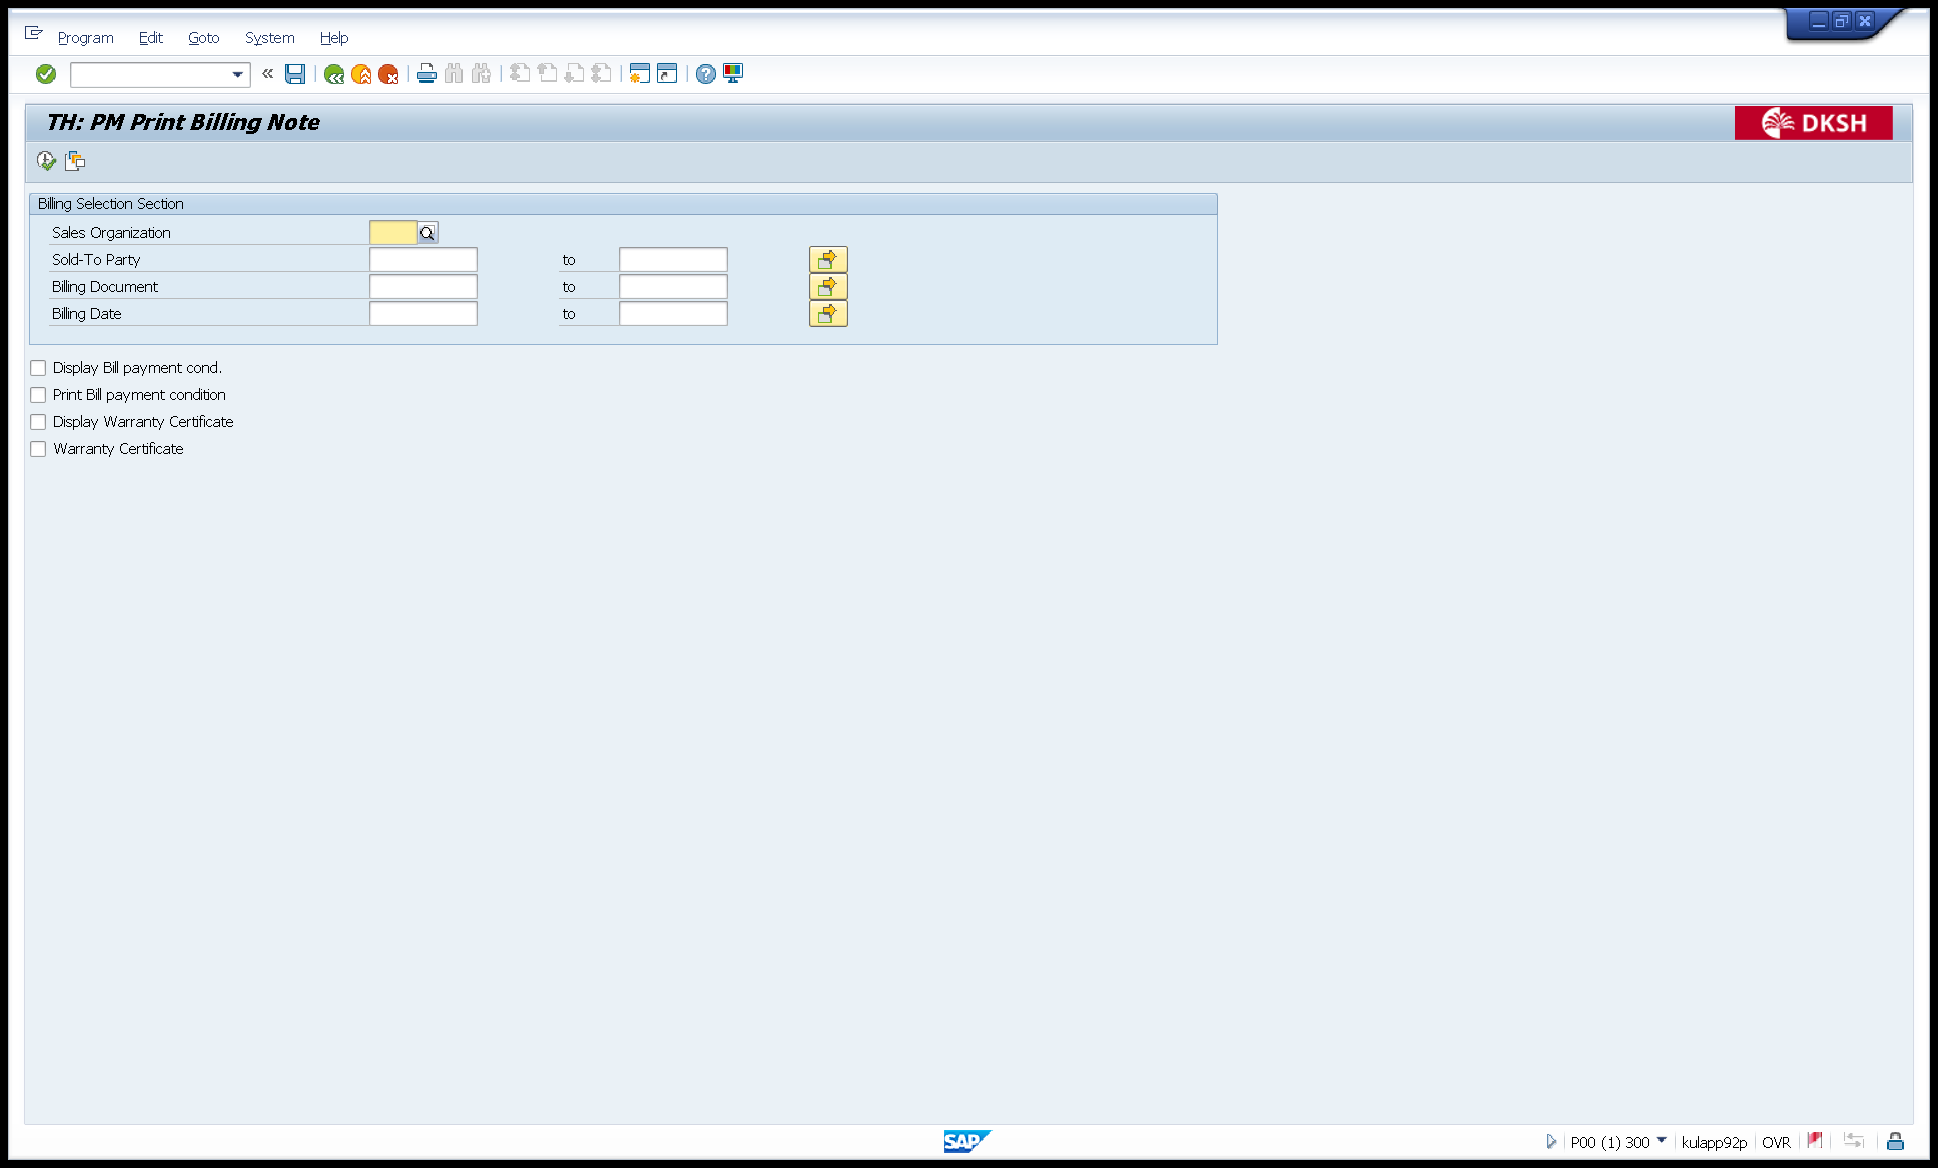 Program Edit Goto System Help
TH: PM Print Billing Note
DKSH
Billing Selection Section
Sales Organization
Sold-To Party to
Billing Document to
Billing Date to
Display Bill payment cond.
Print Bill payment condition
Display Warranty Certificate
Warranty Certificate
SAP
P00 (1) 300 kulapp92p OVR